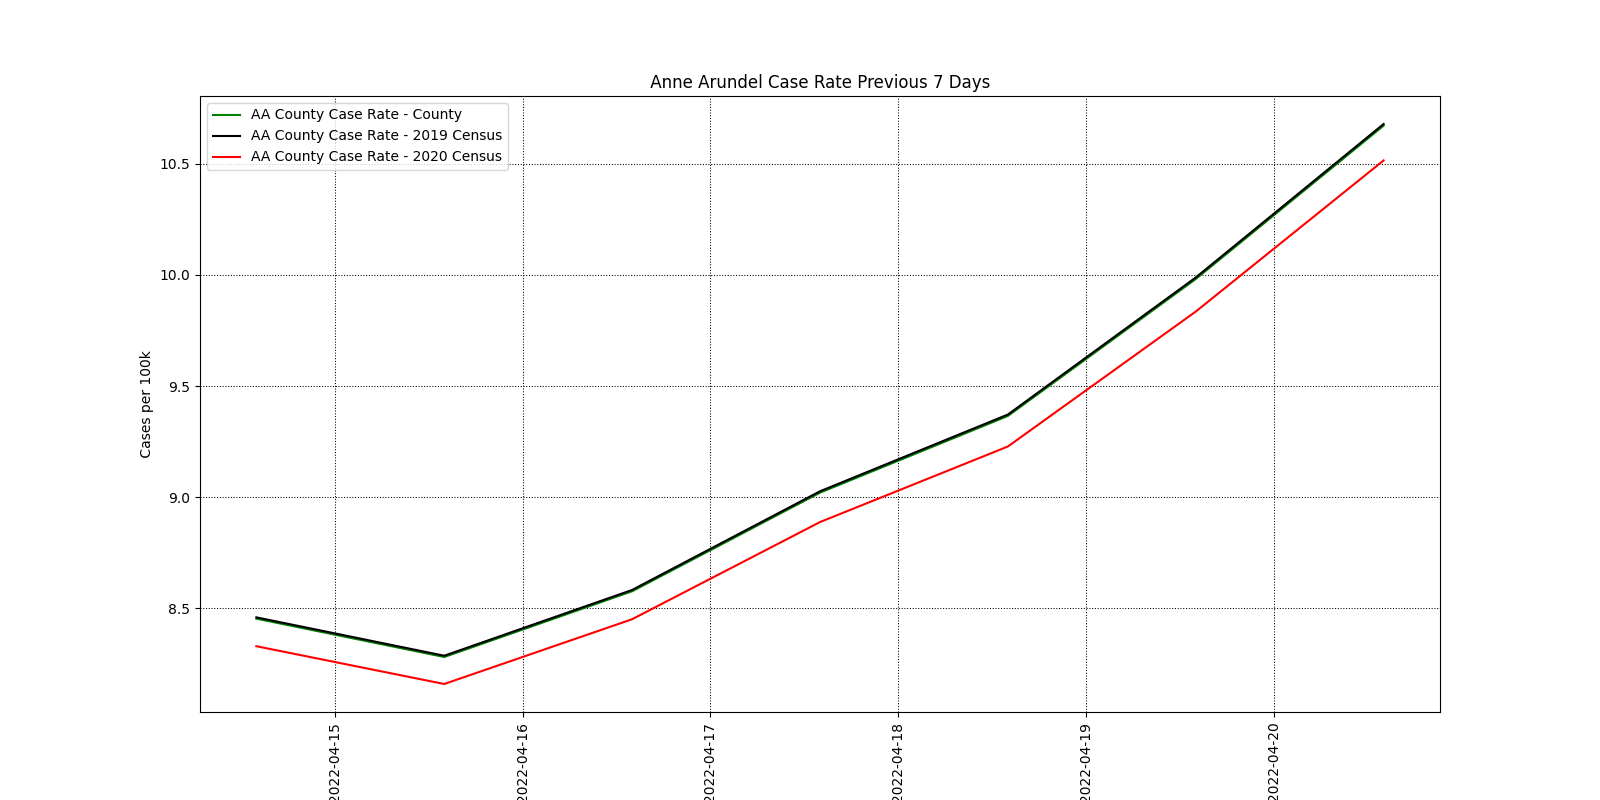 Anne Arundel Case Rate Previous 7 Days
AA County Case Rate - County
AA County Case Rate - 2019 Census
AA County Case Rate - 2020 Census
10.5
10.0
9.5
9.0
8.5
Cases per 100k
2022-04-15
2022-04-16
2022-04-17
2022-04-18
2022-04-19
2022-04-20